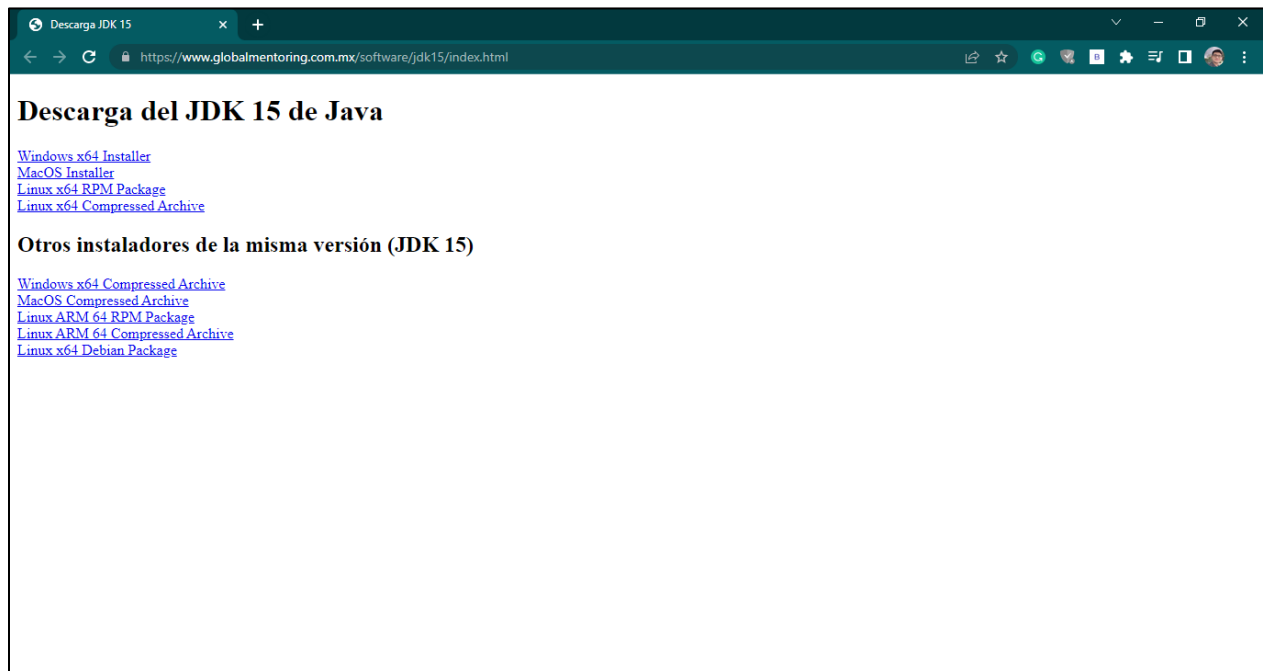 Descarga JDK 15
https://www.globalmentoring.com.mx/software/jdk15/index.html
Descarga del JDK 15 de Java
Windows x64 Installer
MacOS Installer
Linux x64 RPM Package
Linux x64 Compressed Archive
Otros instaladores de la misma versión (JDK 15)
Windows x64 Compressed Archive
MacOS Compressed Archive
Linux ARM 64 RPM Package
Linux ARM 64 Compressed Archive
Linux x64 Debian Package